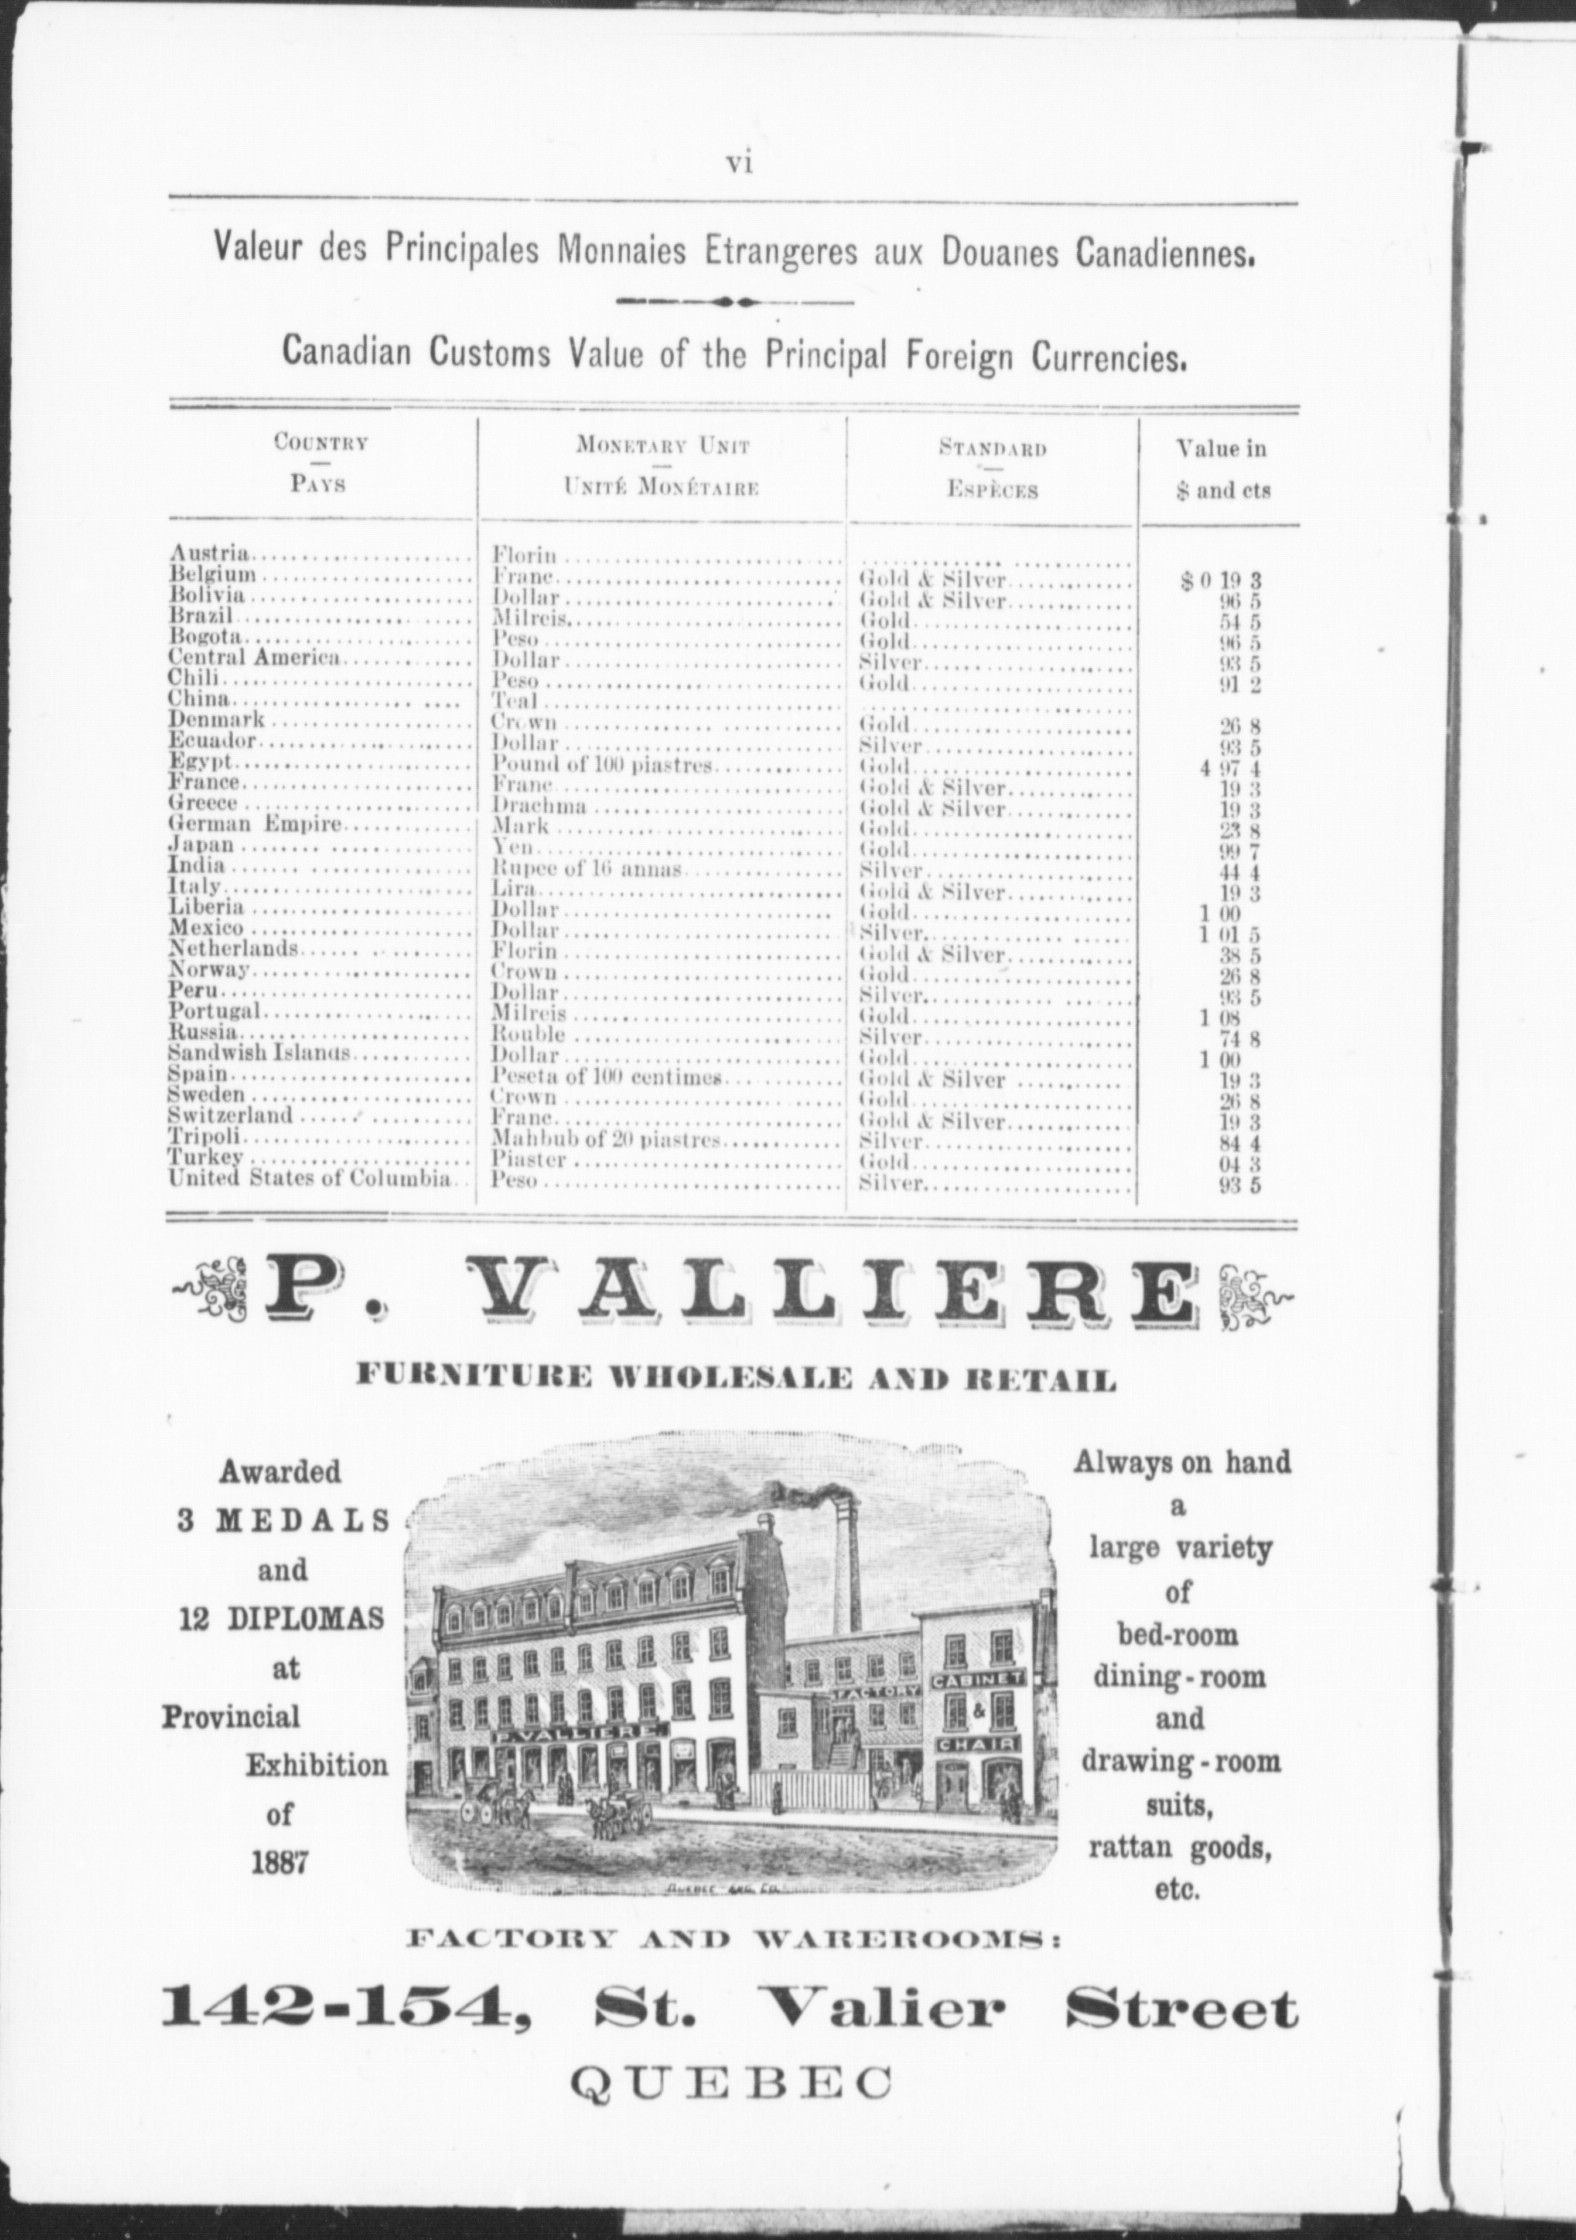 vi
Valeur des Principales Monnaies Etrangeres aux Douanes Canadiennes.
Canadian Customs Value of the Principal Foreign Currencies.
COUNTRY MONETARY UNIT STANDARD Value in
PAYS UNITÉ MONÉTAIRE ESPÈCES $ and cts
Austria Florin
Belgium Franc Gold & Silver $ 0 19 3
Bolivia Dollar Gold & Silver 96 5
Brazil Milreis Gold 54 5
Bogota Peso Gold 96 5
Central America Dollar Silver 93 5
Chili Peso Gold 91 2
China Teal
Denmark Crown Gold 26 8
Ecuador Dollar Silver 93 5
Egypt Pound of 100 piastres Gold 4 97 4
France Franc Gold & Silver 19 3
Greece Drachma Gold & Silver 19 3
German Empire Mark Gold 23 8
Japan Yen Gold 99 7
India Rupee of 16 annas Silver 44 4
Italy Lira Gold & Silver 19 3
Liberia Dollar Gold 1 00
Mexico Dollar Silver 1 01 5
Netherlands Florin Gold & Silver 38 5
Norway Crown Gold 26 8
Peru Dollar Silver 93 5
Portugal Milreis Gold 1 08
Russia Rouble Silver 74 8
Sandwish Islands Dollar Gold 1 00
Spain Peseta of 100 centimes Gold & Silver 19 3
Sweden Crown Gold 26 8
Switzerland Franc Gold & Silver 19 3
Tripoli Mahbub of 20 piastres Silver 84 4
Turkey Piaster Gold 04 3
United States of Columbia Peso Silver 93 5
P. VALLIERE
FURNITURE WHOLESALE AND RETAIL
Awarded
3 MEDALS
and
12 DIPLOMAS
at
Provincial
Exhibition
of
1887
P. VALLIERE.
FACTORY
CABINET
&
CHAIR
QUEBEC ENG. CO.
Always on hand
a
large variety
of
bed-room
dining-room
and
drawing-room
suits,
rattan goods,
etc.
FACTORY AND WAREROOMS:
142-154, St. Valier Street
QUEBEC